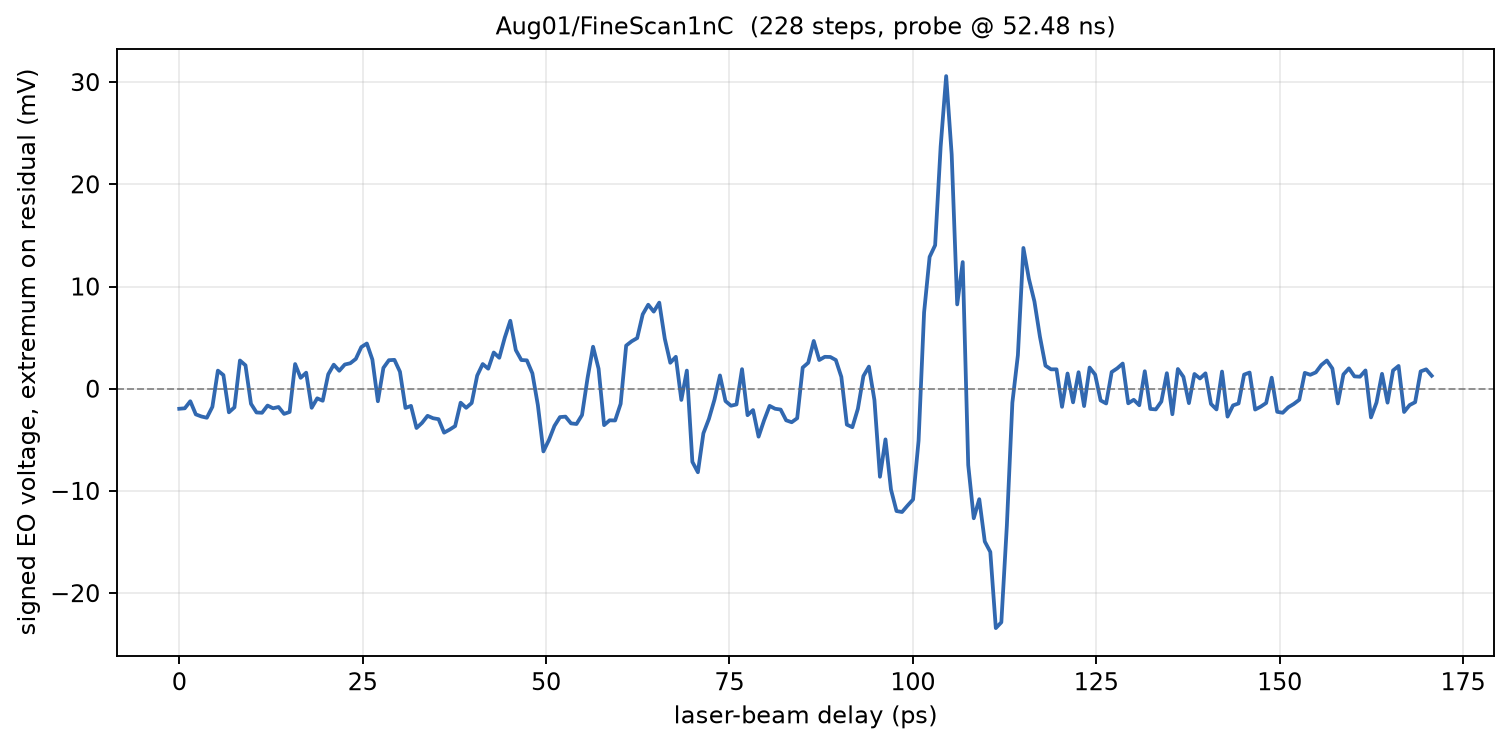 Aug01/FineScan1nC  (228 steps, probe @ 52.48 ns)
signed EO voltage, extremum on residual (mV)
30
20
10
0
−10
−20
0 25 50 75 100 125 150 175
laser-beam delay (ps)